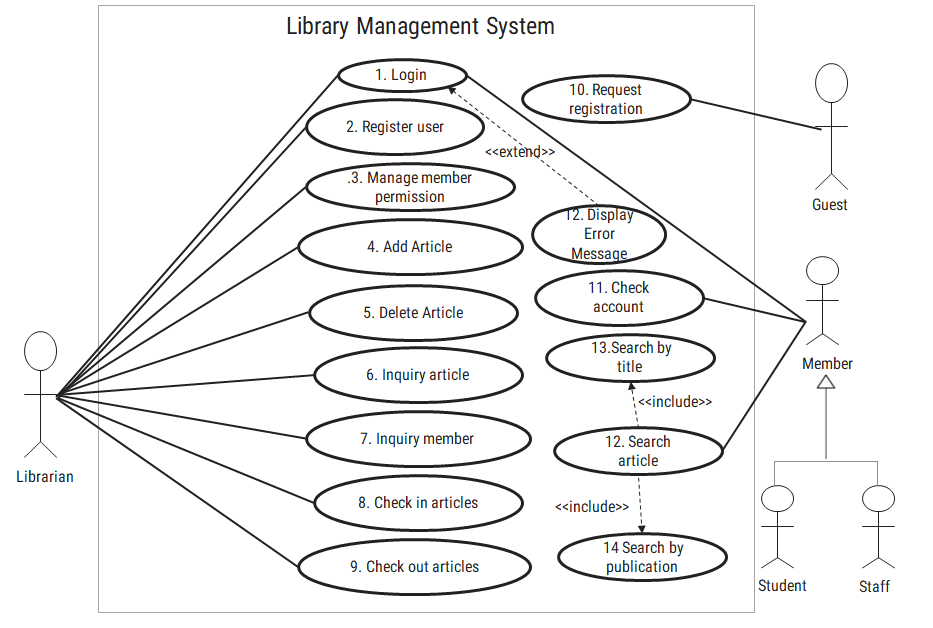 Library Management System
1. Login
2. Register user
.3. Manage member
permission
4. Add Article
5. Delete Article
6. Inquiry article
7. Inquiry member
8. Check in articles
9. Check out articles
10. Request
registration
<<extend>>
12. Display
Error
Message
11. Check
account
13.Search by
title
<<include>>
12. Search
article
<<include>>
14 Search by
publication
Librarian
Guest
Member
Student
Staff